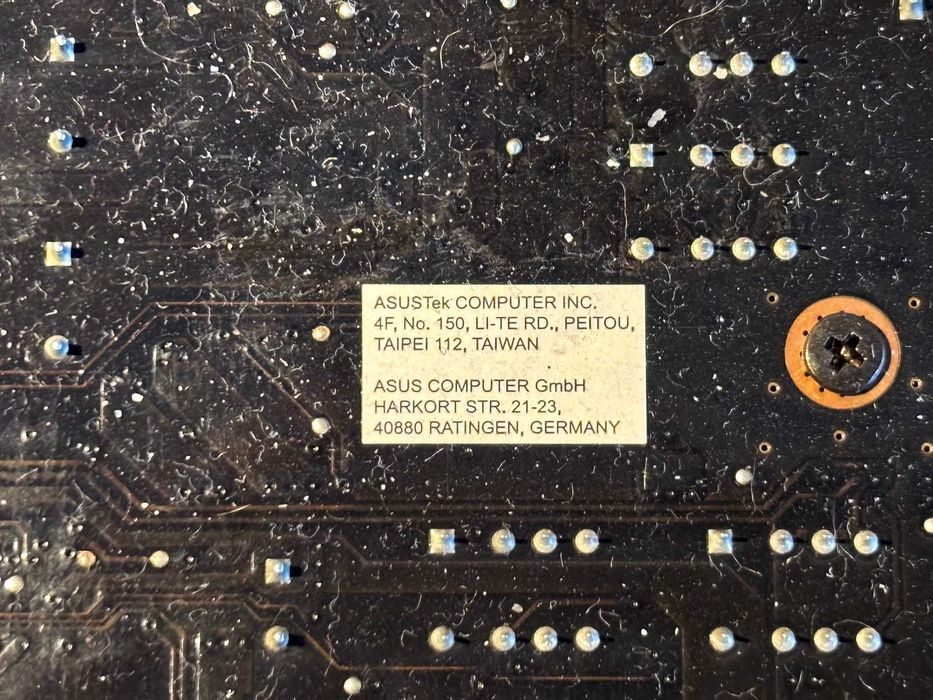 ASUSTek COMPUTER INC.
4F, No. 150, LI-TE RD., PEITOU,
TAIPEI 112, TAIWAN
ASUS COMPUTER GmbH
HARKORT STR. 21-23,
40880 RATINGEN, GERMANY